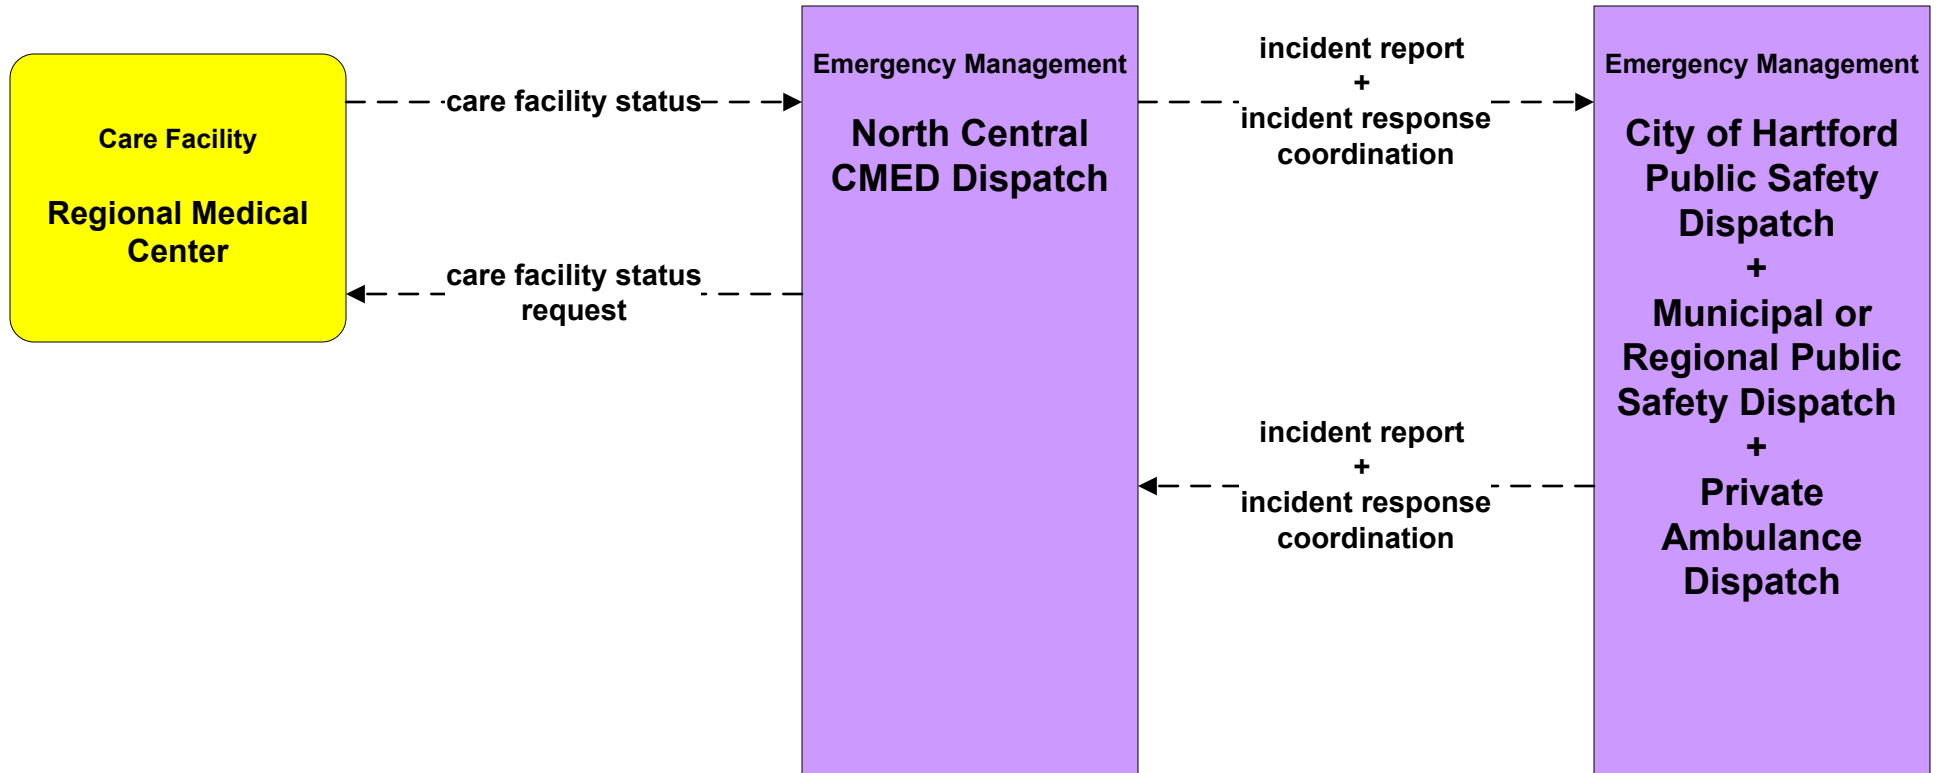 Care Facility
Regional Medical
Center
care facility status
care facility status
request
Emergency Management
North Central
CMED Dispatch
incident report
+
incident response
coordination
incident report
+
incident response
coordination
Emergency Management
City of Hartford
Public Safety
Dispatch
+
Municipal or
Regional Public
Safety Dispatch
+
Private
Ambulance
Dispatch